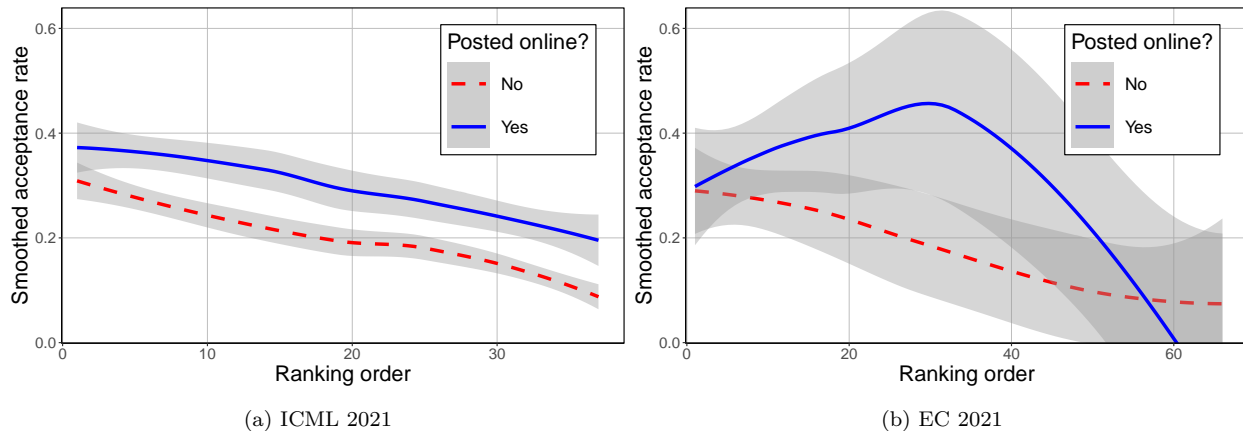 Smoothed acceptance rate
0.6
0.4
0.2
0.0
0
10
20
30
Ranking order
Posted online?
No
Yes
(a) ICML 2021
Smoothed acceptance rate
0.6
0.4
0.2
0.0
0
20
40
60
Ranking order
Posted online?
No
Yes
(b) EC 2021